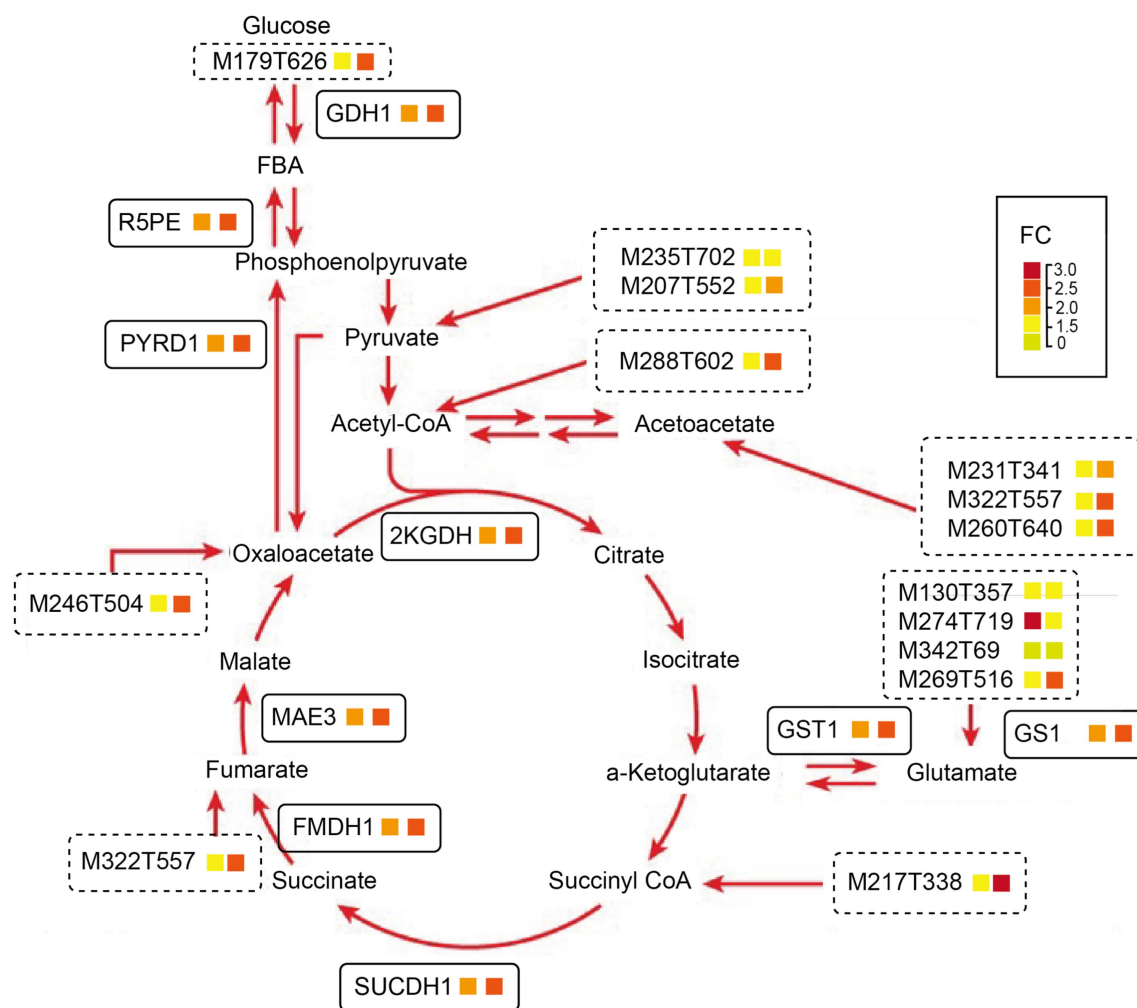 Glucose
M179T626
GDH1
FBA
R5PE
Phosphoenolpyruvate
M235T702
M207T552
FC
3.0
2.5
2.0
1.5
0
PYRD1
Pyruvate
M288T602
Acetyl-CoA
Acetoacetate
M231T341
M322T557
M260T640
2KGDH
Oxaloacetate
Citrate
M246T504
M130T357
M274T719
M342T69
M269T516
Malate
Isocitrate
MAE3
GST1
GS1
Fumarate
a-Ketoglutarate
Glutamate
FMDH1
M322T557
Succinate
Succinyl CoA
M217T338
SUCDH1